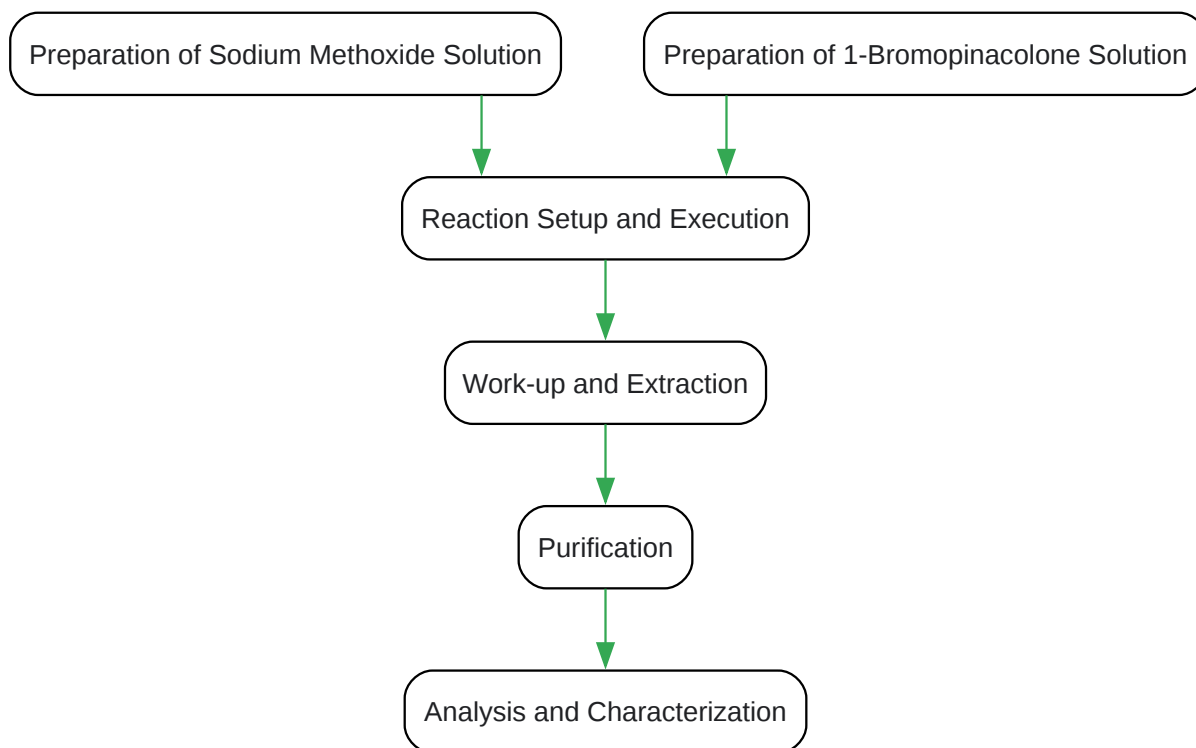 Preparation of Sodium Methoxide Solution
Preparation of 1-Bromopinacolone Solution
Reaction Setup and Execution
Work-up and Extraction
Purification
Analysis and Characterization